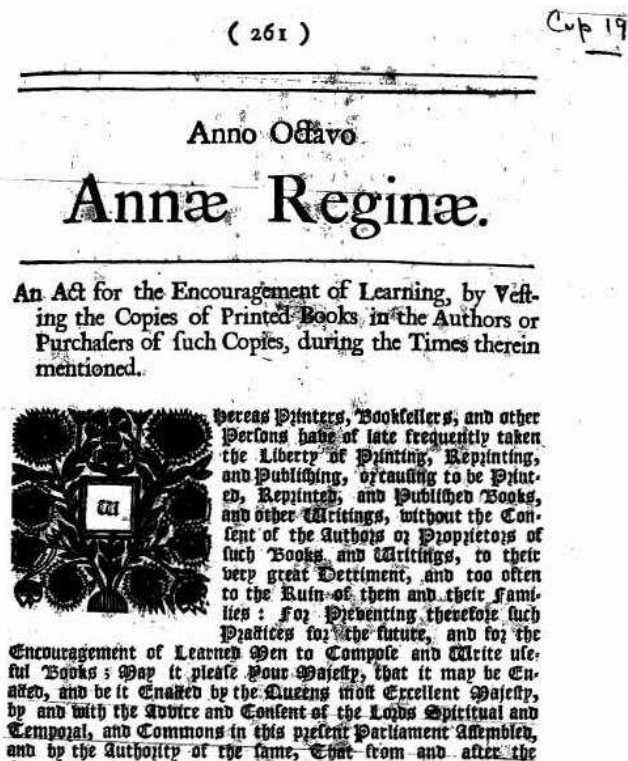 ( 261 )
Cup 19
Anno Octavo
Annæ Reginæ.
An Act for the Encouragement of Learning, by Veſt-
ing the Copies of Printed Books in the Authors or
Purchaſers of ſuch Copies, during the Times therein
mentioned.
Whereas Printers, Bookſellers, and other
Perſons have of late frequently taken
the Liberty of Printing, Reprinting,
and Publiſhing, or cauſing to be Print-
ed, Reprinted, and Publiſhed Books,
and other Writings, without the Con-
ſent of the Authors or Proprietors of
ſuch Books and Writings, to their
very great Detriment, and too often
to the Ruin of them and their Fami-
lies : For Preventing therefore ſuch
Practices for the future, and for the
Encouragement of Learned Men to Compoſe and Write uſe-
ful Books ; May it pleaſe Your Majeſty, that it may be En-
acted, and be it Enacted by the Queens moſt Excellent Majeſty,
by and with the Advice and Conſent of the Lords Spiritual and
Temporal, and Commons in this preſent Parliament Aſſembled,
and by the Authority of the ſame, That from and after the